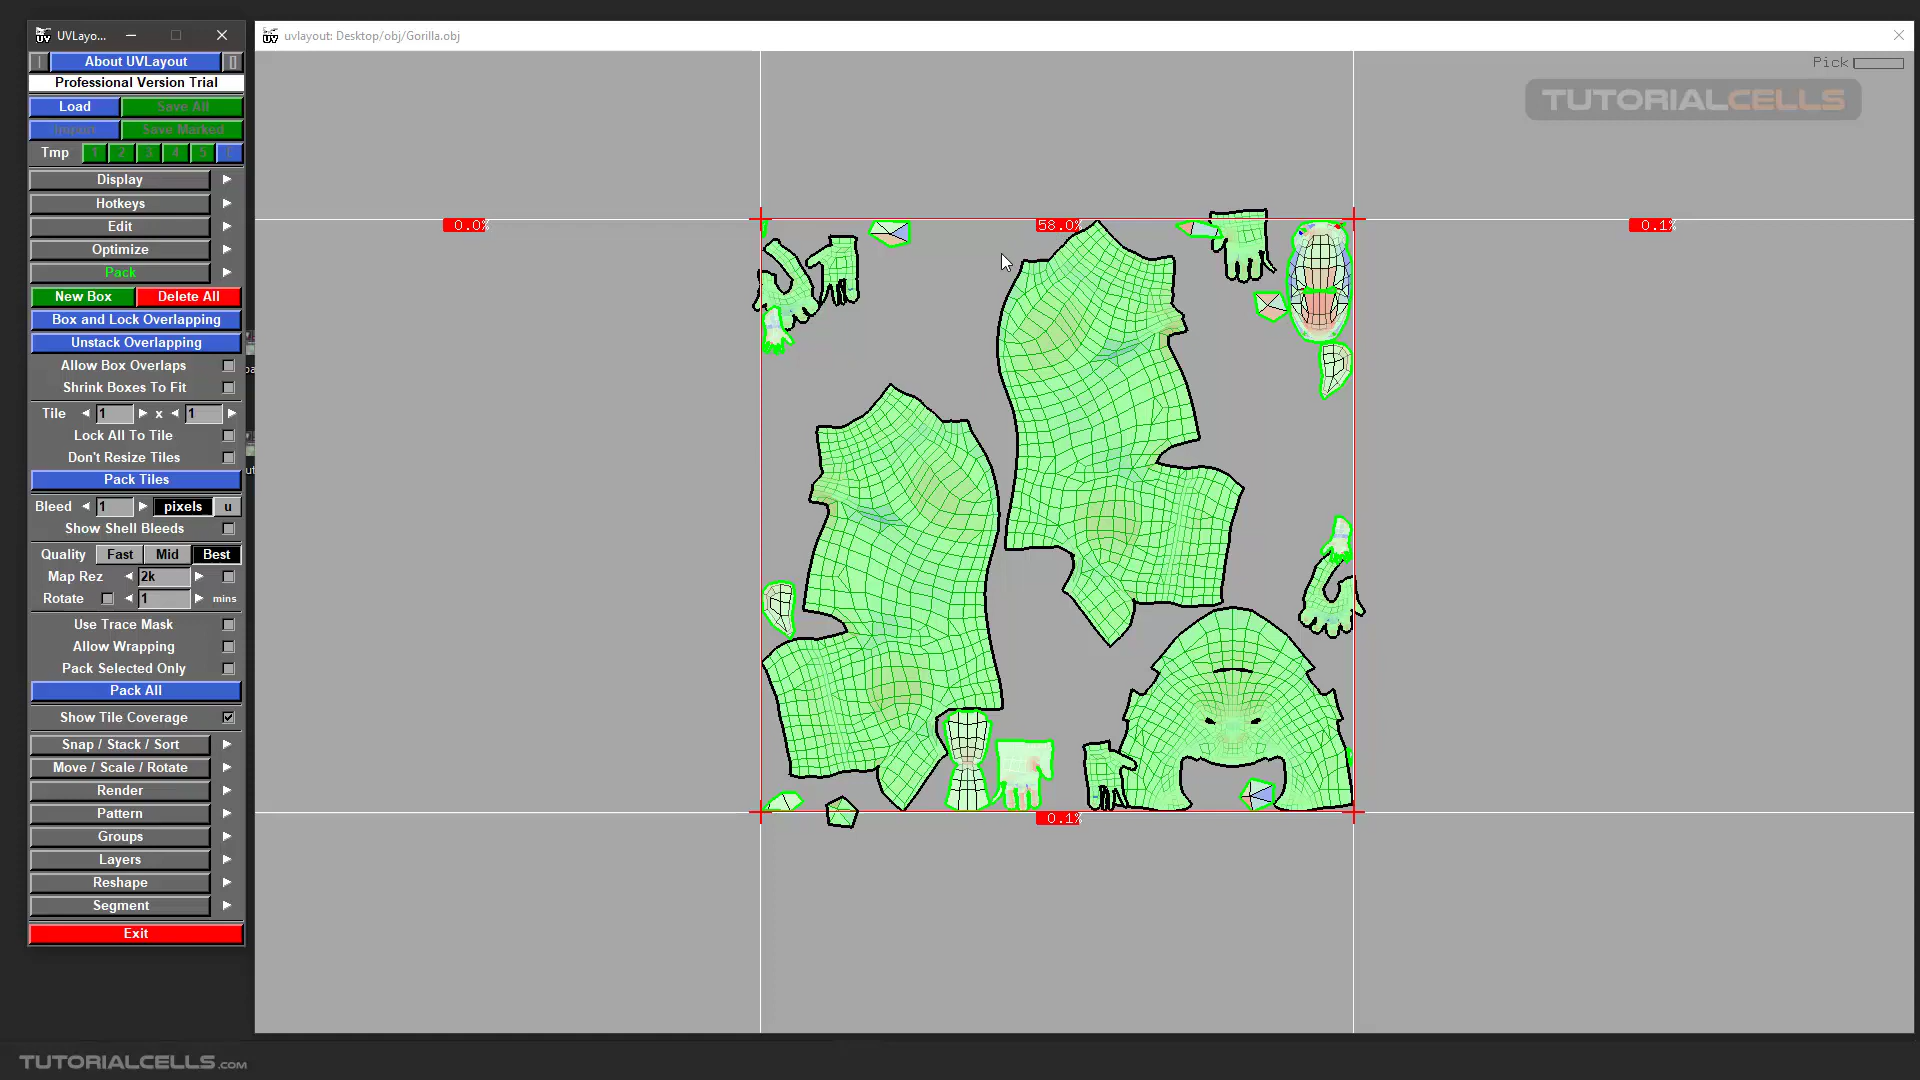 UVLayo...
uvlayout: Desktop/obj/Gorilla.obj
About UVLayout
Professional Version Trial
Load Save All
Save Marked
Tmp 1 2 3 4 5
Display
Hotkeys
Edit
Optimize
Pack
New Box Delete All
Box and Lock Overlapping
Unstack Overlapping
Allow Box Overlaps
Shrink Boxes To Fit
Tile 1 x 1
Lock All To Tile
Don't Resize Tiles
Pack Tiles
Bleed 1 pixels u
Show Shell Bleeds
Quality Fast Mid Best
Map Rez 2k
Rotate 1 mins
Use Trace Mask
Allow Wrapping
Pack Selected Only
Pack All
Show Tile Coverage
Snap / Stack / Sort
Move / Scale / Rotate
Render
Pattern
Groups
Layers
Reshape
Segment
Exit
Pick
TUTORIALCELLS
0.0%
58.0%
0.1%
0.1%
TUTORIALCELLS.COM